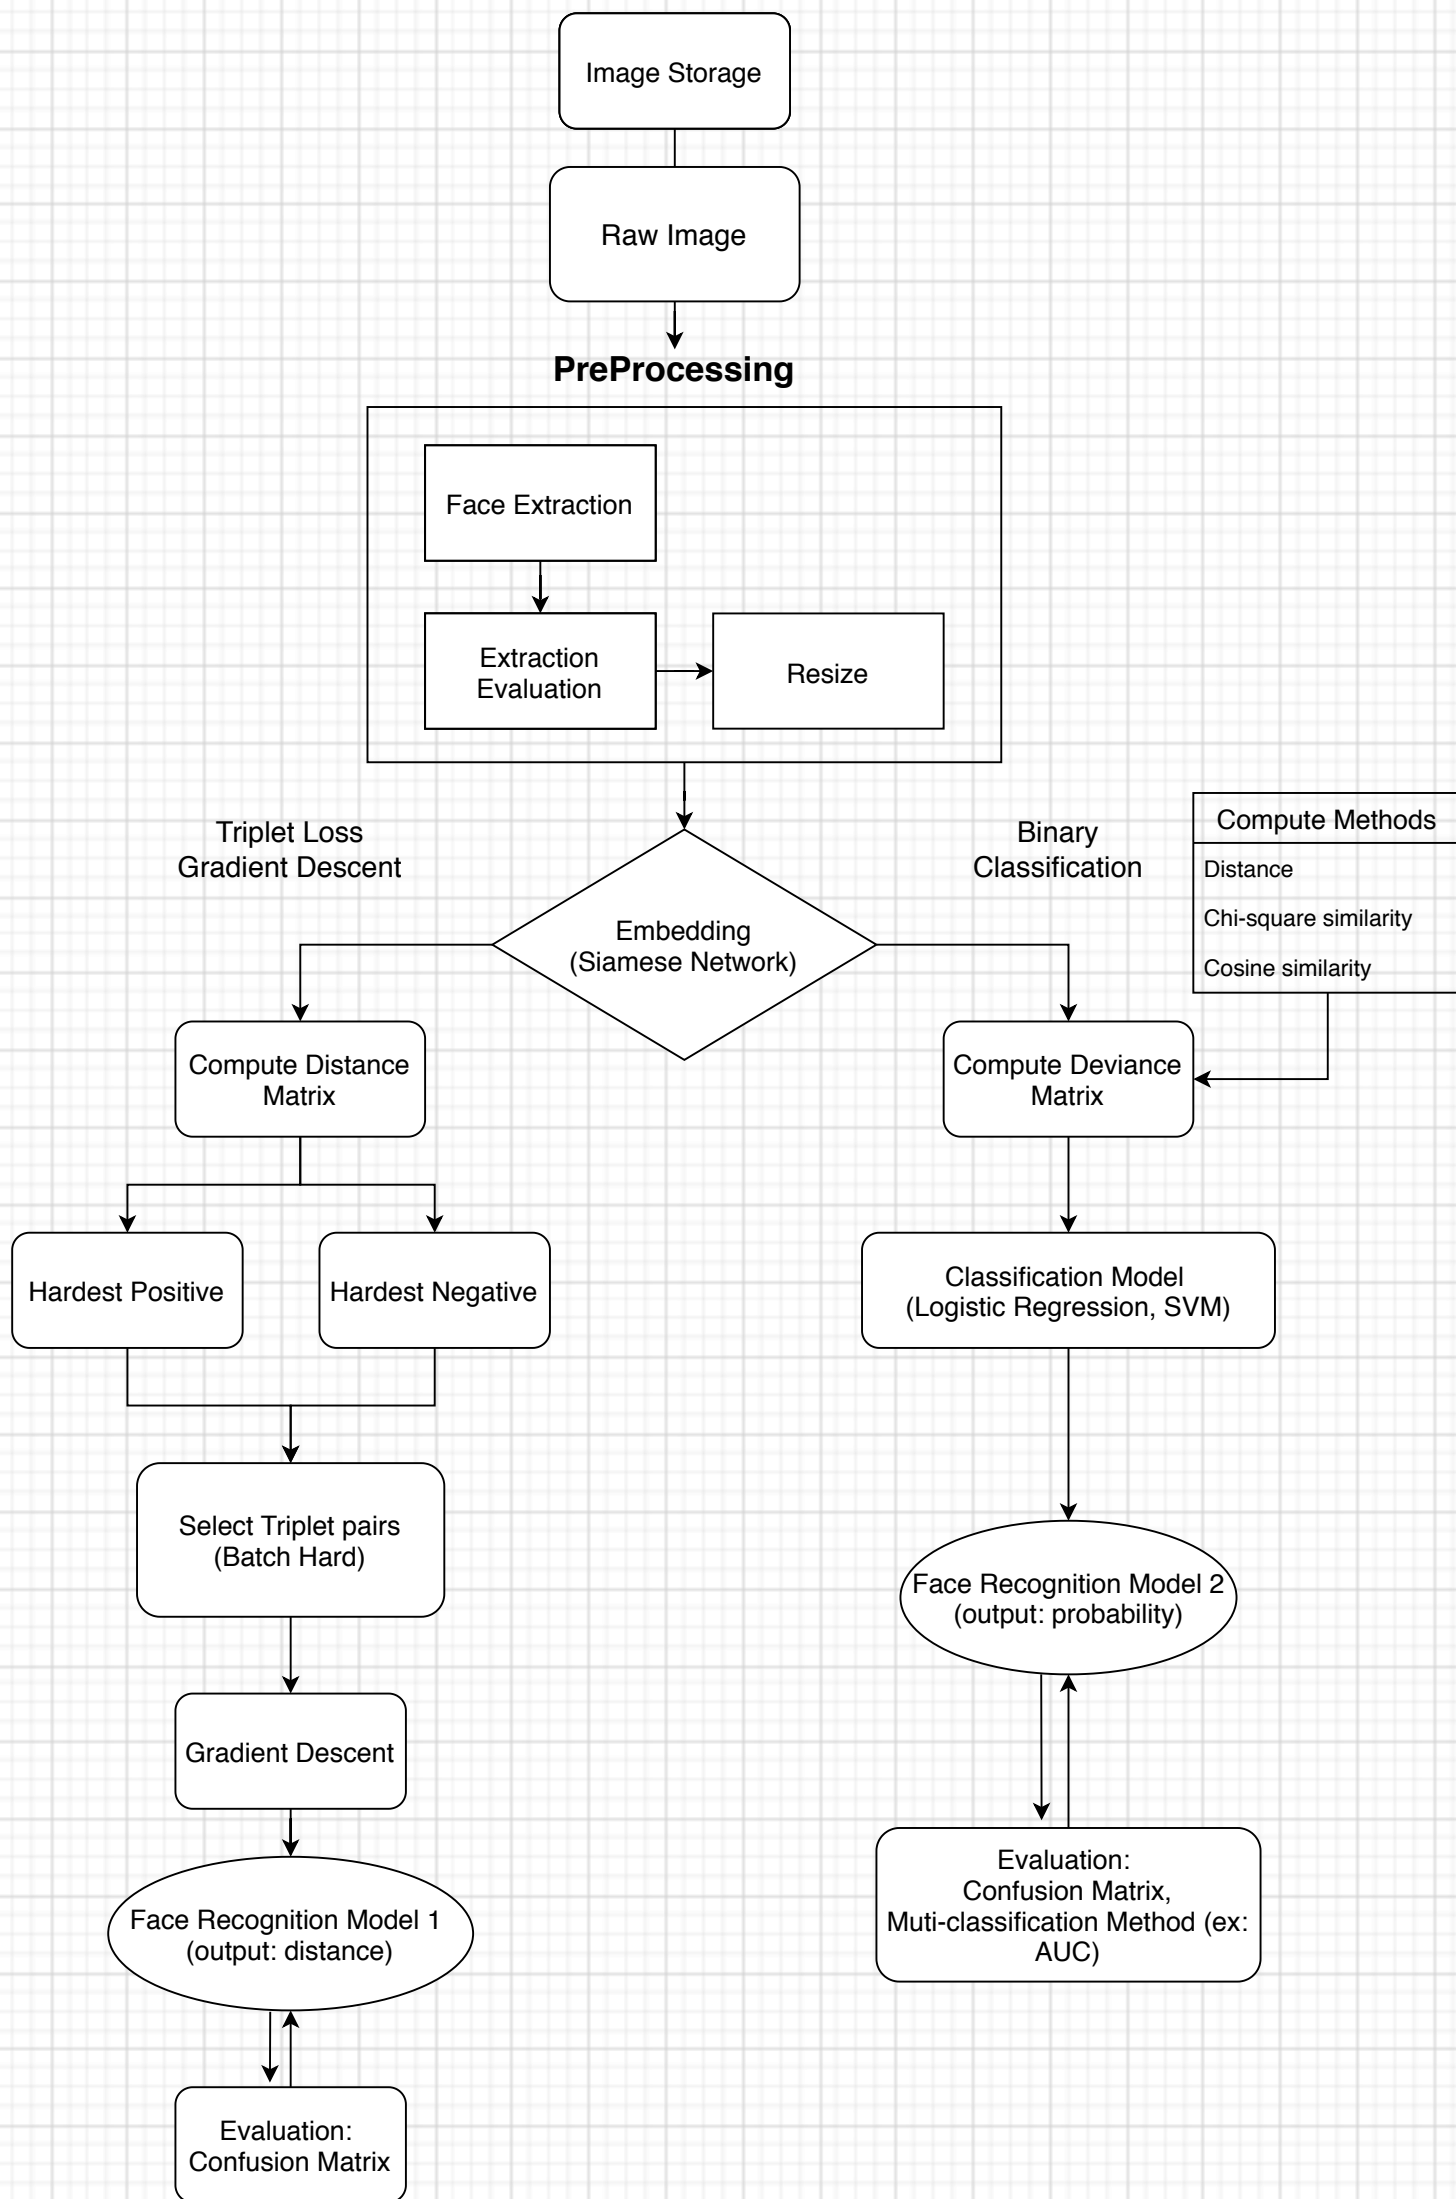 Image Storage
Raw Image
PreProcessing
Face Extraction
Extraction
Evaluation
Resize
Triplet Loss
Gradient Descent
Binary
Classification
Compute Methods
Distance
Chi-square similarity
Cosine similarity
Embedding
(Siamese Network)
Compute Distance
Matrix
Compute Deviance
Matrix
Hardest Positive
Hardest Negative
Classification Model
(Logistic Regression, SVM)
Select Triplet pairs
(Batch Hard)
Face Recognition Model 2
(output: probability)
Gradient Descent
Evaluation:
Confusion Matrix,
Muti-classification Method (ex:
AUC)
Face Recognition Model 1
(output: distance)
Evaluation:
Confusion Matrix